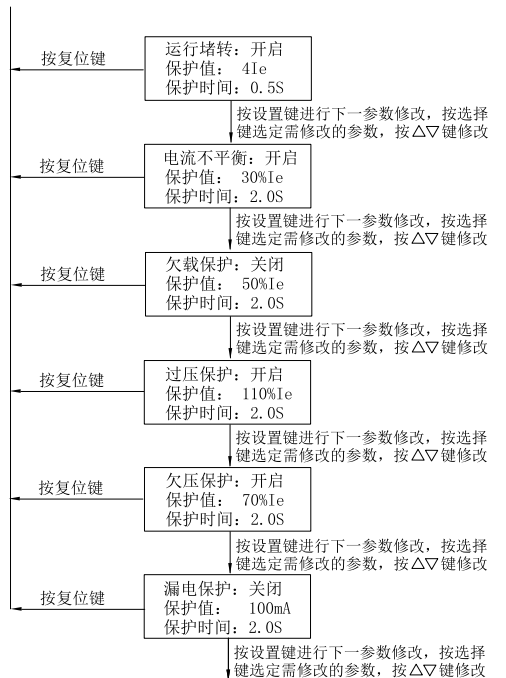 按复位键
运行堵转：开启
保护值： 4Ie
保护时间：0.5S
按设置键进行下一参数修改，按选择
键选定需修改的参数，按△▽键修改
按复位键
电流不平衡：开启
保护值： 30%Ie
保护时间：2.0S
按设置键进行下一参数修改，按选择
键选定需修改的参数，按△▽键修改
按复位键
欠载保护：关闭
保护值： 50%Ie
保护时间：2.0S
按设置键进行下一参数修改，按选择
键选定需修改的参数，按△▽键修改
按复位键
过压保护：开启
保护值： 110%Ie
保护时间：2.0S
按设置键进行下一参数修改，按选择
键选定需修改的参数，按△▽键修改
按复位键
欠压保护：开启
保护值： 70%Ie
保护时间：2.0S
按设置键进行下一参数修改，按选择
键选定需修改的参数，按△▽键修改
按复位键
漏电保护：关闭
保护值： 100mA
保护时间：2.0S
按设置键进行下一参数修改，按选择
键选定需修改的参数，按△▽键修改